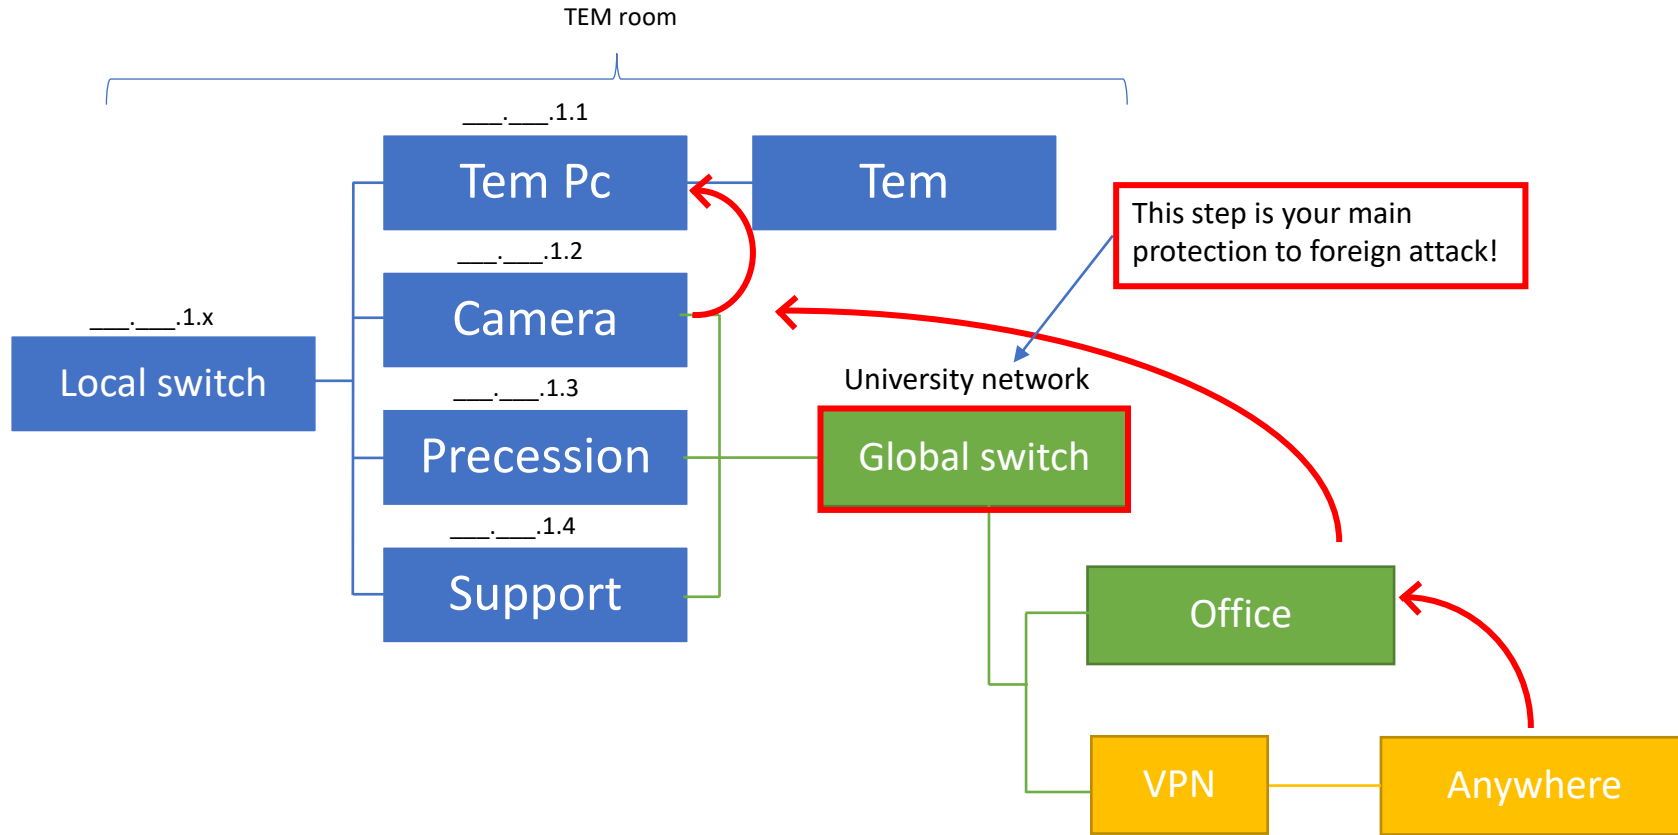 TEM room
___.___.1.1
Tem Pc
Tem
This step is your main
protection to foreign attack!
___.___.1.2
Camera
___.___.1.x
Local switch
University network
___.___.1.3
Precession
Global switch
___.___.1.4
Support
Office
VPN
Anywhere